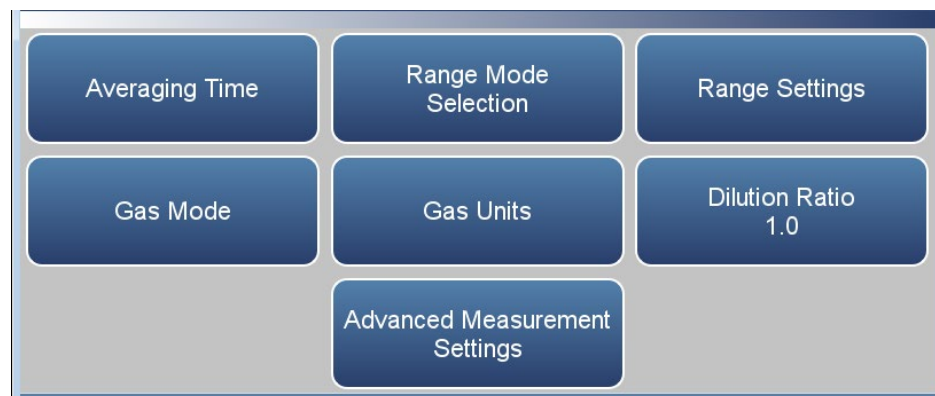 Averaging Time
Range Mode
Selection
Range Settings
Gas Mode
Gas Units
Dilution Ratio
1.0
Advanced Measurement
Settings